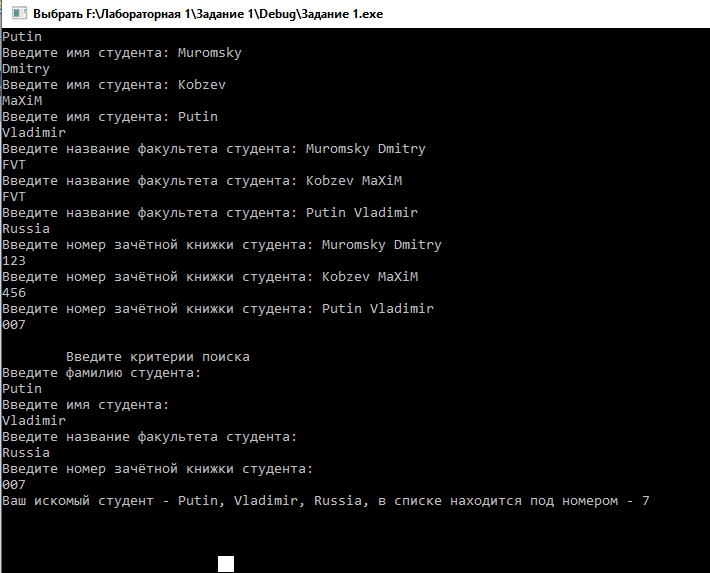 Выбрать F:\Лабораторная 1\Задание 1\Debug\Задание 1.exe
Putin
Введите имя студента: Muromsky
Dmitry
Введите имя студента: Kobzev
MaXiM
Введите имя студента: Putin
Vladimir
Введите название факультета студента: Muromsky Dmitry
FVT
Введите название факультета студента: Kobzev MaXiM
FVT
Введите название факультета студента: Putin Vladimir
Russia
Введите номер зачётной книжки студента: Muromsky Dmitry
123
Введите номер зачётной книжки студента: Kobzev MaXiM
456
Введите номер зачётной книжки студента: Putin Vladimir
007
Введите критерии поиска
Введите фамилию студента:
Putin
Введите имя студента:
Vladimir
Введите название факультета студента:
Russia
Введите номер зачётной книжки студента:
007
Ваш искомый студент - Putin, Vladimir, Russia, в списке находится под номером - 7